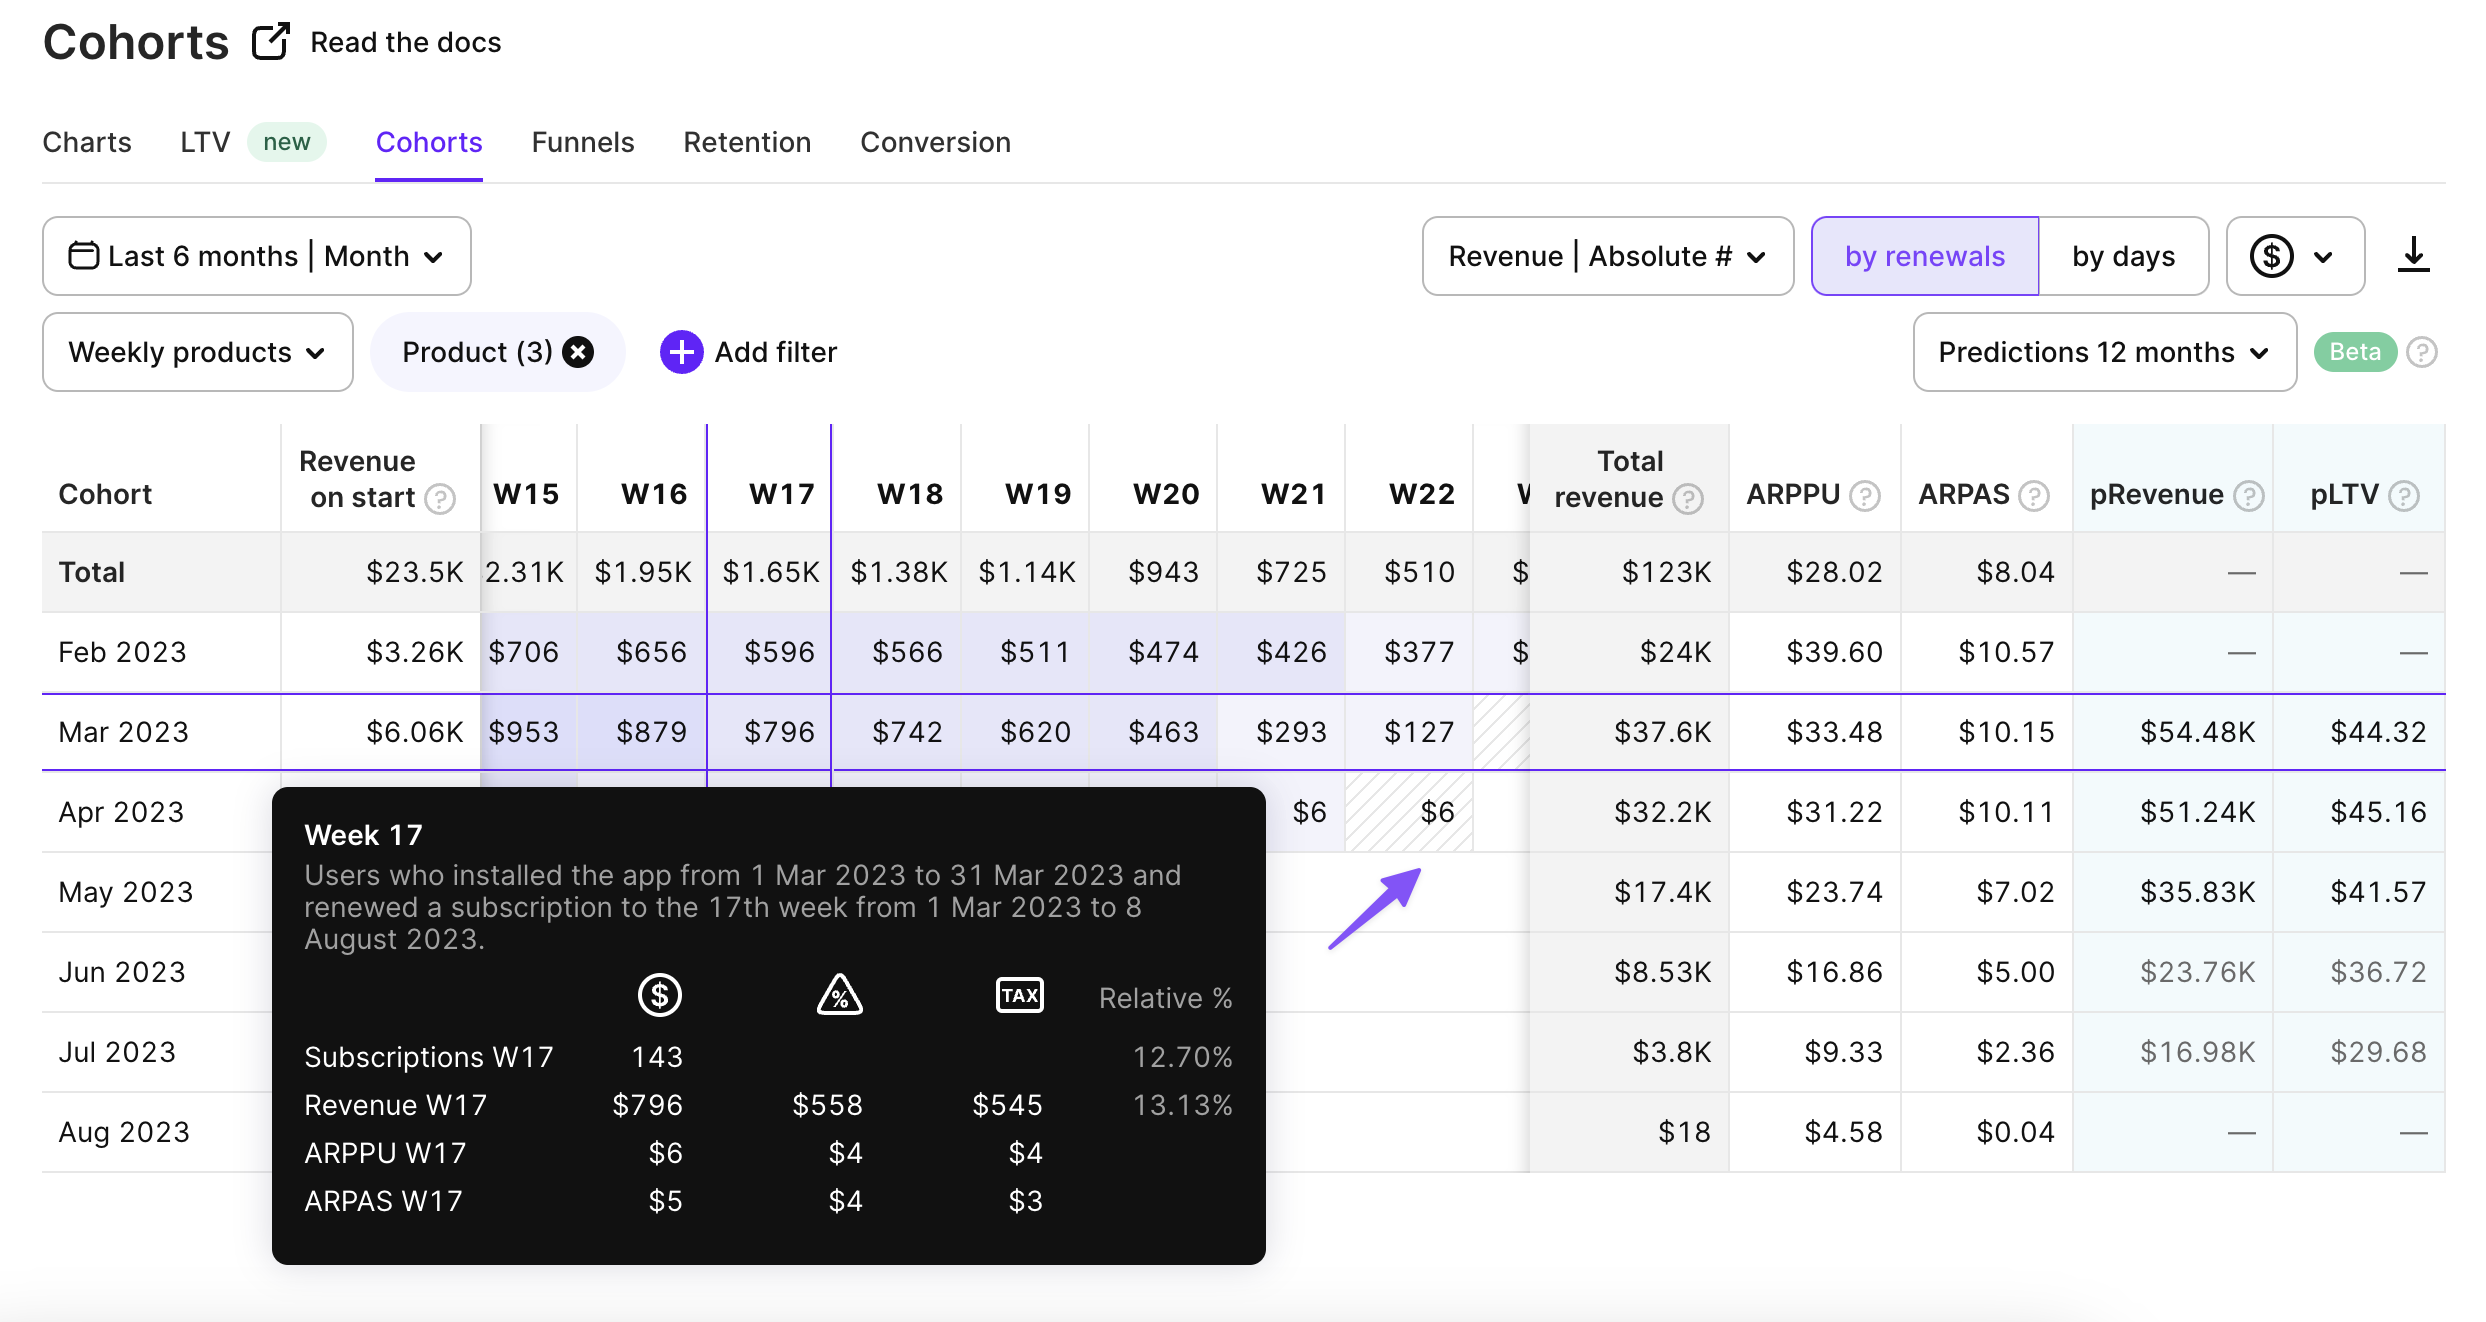 Cohorts Read the docs
Charts LTV new Cohorts Funnels Retention Conversion
Last 6 months | Month Revenue | Absolute # by renewals by days $
Weekly products Product (3) Add filter Predictions 12 months Beta ?
Cohort Revenue on start ? W15 W16 W17 W18 W19 W20 W21 W22 Total revenue ? ARPPU ? ARPAS ? pRevenue ? pLTV ?
Total $23.5K 2.31K $1.95K $1.65K $1.38K $1.14K $943 $725 $510 $ $123K $28.02 $8.04 — —
Feb 2023 $3.26K $706 $656 $596 $566 $511 $474 $426 $377 $ $24K $39.60 $10.57 — —
Mar 2023 $6.06K $953 $879 $796 $742 $620 $463 $293 $127 $37.6K $33.48 $10.15 $54.48K $44.32
Apr 2023 $6 $6 $32.2K $31.22 $10.11 $51.24K $45.16
May 2023 $17.4K $23.74 $7.02 $35.83K $41.57
Jun 2023 $8.53K $16.86 $5.00 $23.76K $36.72
Jul 2023 $3.8K $9.33 $2.36 $16.98K $29.68
Aug 2023 $18 $4.58 $0.04 — —
Week 17
Users who installed the app from 1 Mar 2023 to 31 Mar 2023 and
renewed a subscription to the 17th week from 1 Mar 2023 to 8
August 2023.
$ % TAX Relative %
Subscriptions W17 143 12.70%
Revenue W17 $796 $558 $545 13.13%
ARPPU W17 $6 $4 $4
ARPAS W17 $5 $4 $3